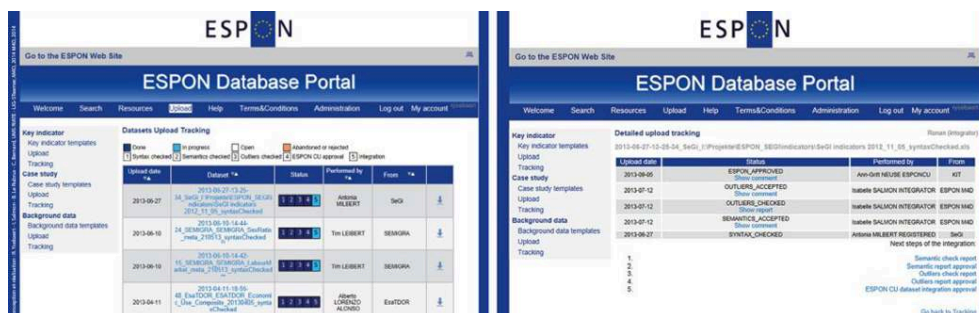 ESPON
Go to the ESPON Web Site
ESPON Database Portal
Welcome Search Resources Upload Help Terms&Conditions Administration Log out My account
Key indicator
Key indicator templates
Upload
Tracking
Case study
Case study templates
Upload
Tracking
Background data
Background data templates
Upload
Tracking
Datasets Upload Tracking
Done In progress Open Abandoned or rejected
1 Syntax checked 2 Semantics checked 3 Outliers checked 4 ESPON CU approval 5 Integration
Upload date Dataset Status Performed by From
2013-06-27 1 2 3 4 5 Antonia MILBERT SeGi
2013-06-27-13-25-
indicators\SeGI indicators
2012_11_05_syntaxChecked
2013-06-10 1 2 3 4 5 Tim LEIBERT SEMIGRA
2013-06-10-14-44-
24_SEMIGRA_SEMIGRA_SexRatio
_meta_210513_syntaxChecked
2013-06-10 1 2 3 4 5 Tim LEIBERT SEMIGRA
2013-06-10-14-42-
_meta_210513_syntaxChecked
2013-04-11 1 2 3 4 5 Alberto LORENZO ALONSO EsaTDOR
2013-04-11-18-56-
48_EsaTDOR_ESATDOR_Economi
c_Use_Composite_20130405_synta
xChecked
ESPON
Go to the ESPON Web Site
ESPON Database Portal
Welcome Search Resources Upload Help Terms&Conditions Administration Log out My account
Key indicator
Key indicator templates
Upload
Tracking
Case study
Case study templates
Upload
Tracking
Background data
Background data templates
Upload
Tracking
Detailed upload tracking
Ronan (integrator)
2013-06-27-13-25-24_SeGI_I:\Projekte\ESPON_SEGI\indicators\SeGI indicators 2012_11_05_syntaxChecked.xls
Upload date Status Performed by From
2013-08-05 ESPON_APPROVED Ann-Gritt NEUSE ESPONCU KIT
Show comment
2013-07-12 OUTLIERS_ACCEPTED Isabelle SALMON INTEGRATOR ESPON M4D
Show comment
2013-07-12 OUTLIERS_CHECKED Isabelle SALMON INTEGRATOR ESPON M4D
Show report
2013-07-12 SEMANTICS_ACCEPTED Isabelle SALMON INTEGRATOR ESPON M4D
Show comment
2013-06-27 SYNTAX_CHECKED Antonia MILBERT REGISTERED SeGi
Next steps of the integration
1. Semantic check report
2. Semantic report approval
3. Outliers check report
4. Outliers report approval
5. ESPON CU dataset integration approval
Go back to Tracking